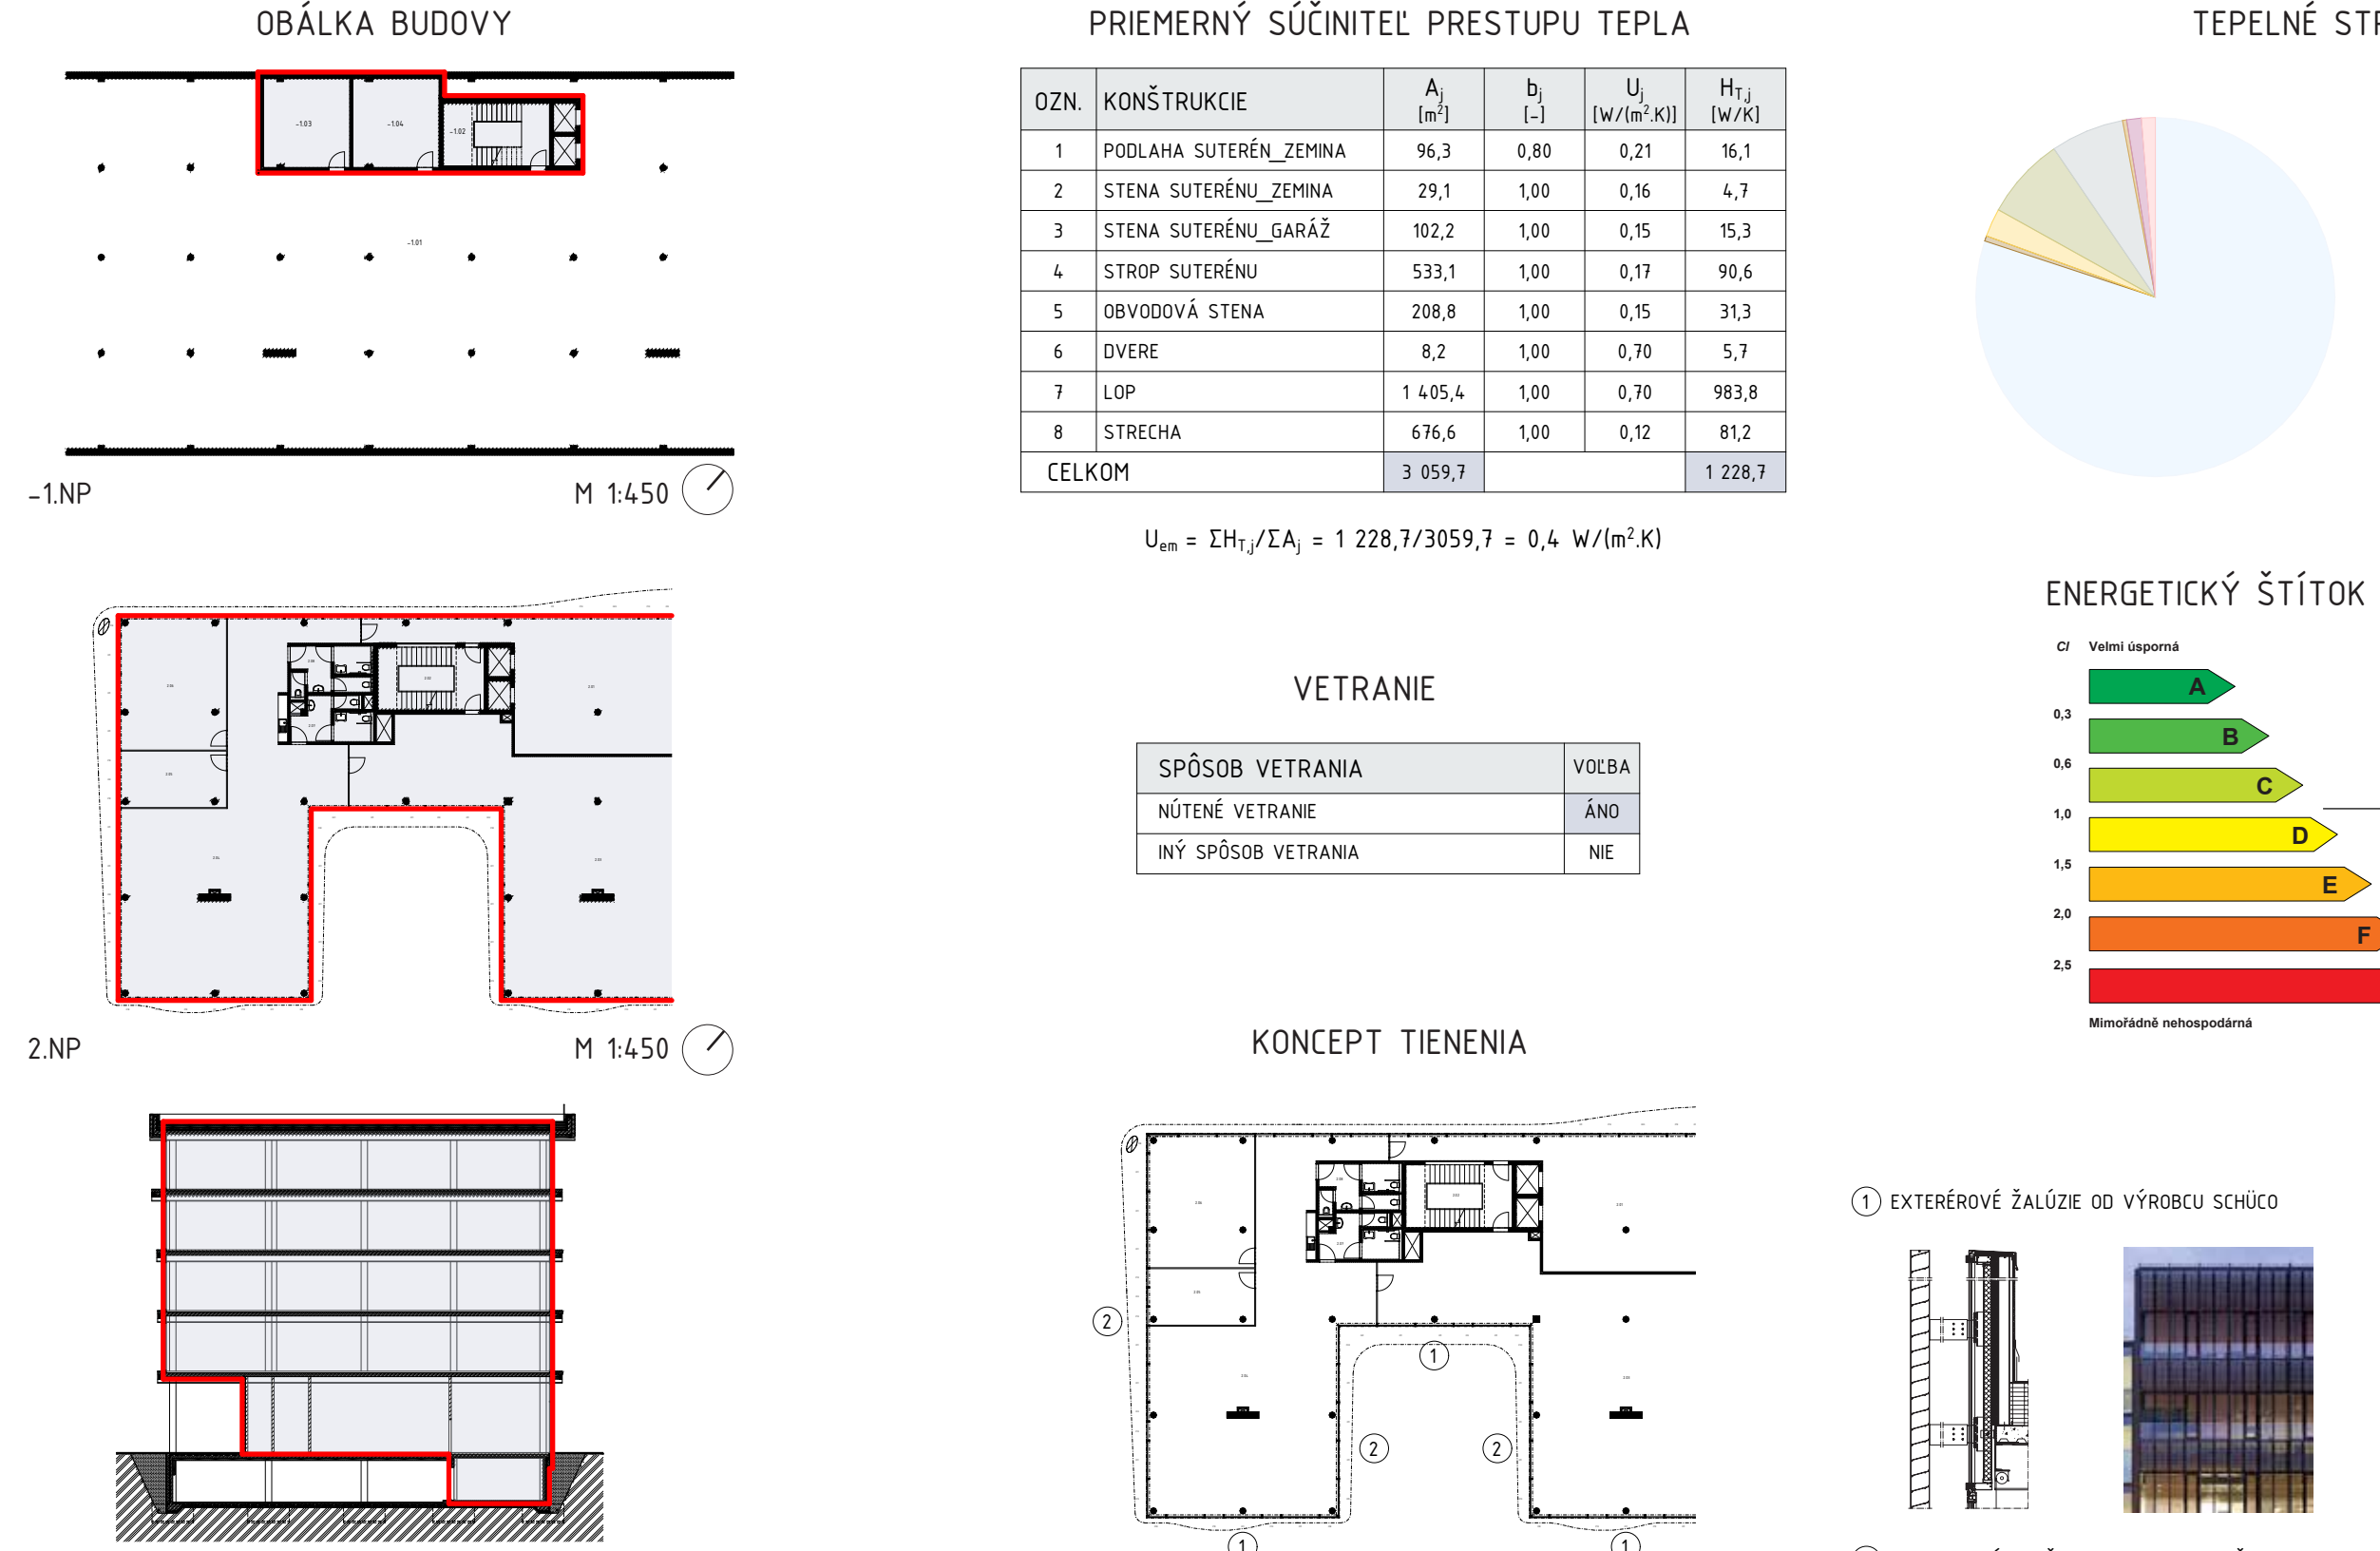 OBÁLKA BUDOVY
-1.03
-1.04
-1.02
-1.01
-1.NP
M 1:450
2.NP
M 1:450
PRIEMERNÝ SÚČINITEĽ PRESTUPU TEPLA
OZN. KONŠTRUKCIE Aj [m²] bj [-] Uj [W/(m².K)] HT,j [W/K]
1 PODLAHA SUTERÉN_ZEMINA 96,3 0,80 0,21 16,1
2 STENA SUTERÉNU_ZEMINA 29,1 1,00 0,16 4,7
3 STENA SUTERÉNU_GARÁŽ 102,2 1,00 0,15 15,3
4 STROP SUTERÉNU 533,1 1,00 0,17 90,6
5 OBVODOVÁ STENA 208,8 1,00 0,15 31,3
6 DVERE 8,2 1,00 0,70 5,7
7 LOP 1 405,4 1,00 0,70 983,8
8 STRECHA 676,6 1,00 0,12 81,2
CELKOM 3 059,7 1 228,7
Uem = ΣHT,j/ΣAj = 1 228,7/3059,7 = 0,4 W/(m².K)
VETRANIE
SPÔSOB VETRANIA VOĽBA
NÚTENÉ VETRANIE ÁNO
INÝ SPÔSOB VETRANIA NIE
KONCEPT TIENENIA
2
1
2
2
1
1
TEPELNÉ
ENERGETICKÝ ŠTÍTOK
CI Velmi úsporná
A
0,3
B
0,6
C
1,0
D
1,5
E
2,0
F
2,5
Mimořádně nehospodárná
1 EXTERÉROVÉ ŽALÚZIE OD VÝROBCU SCHÜCO